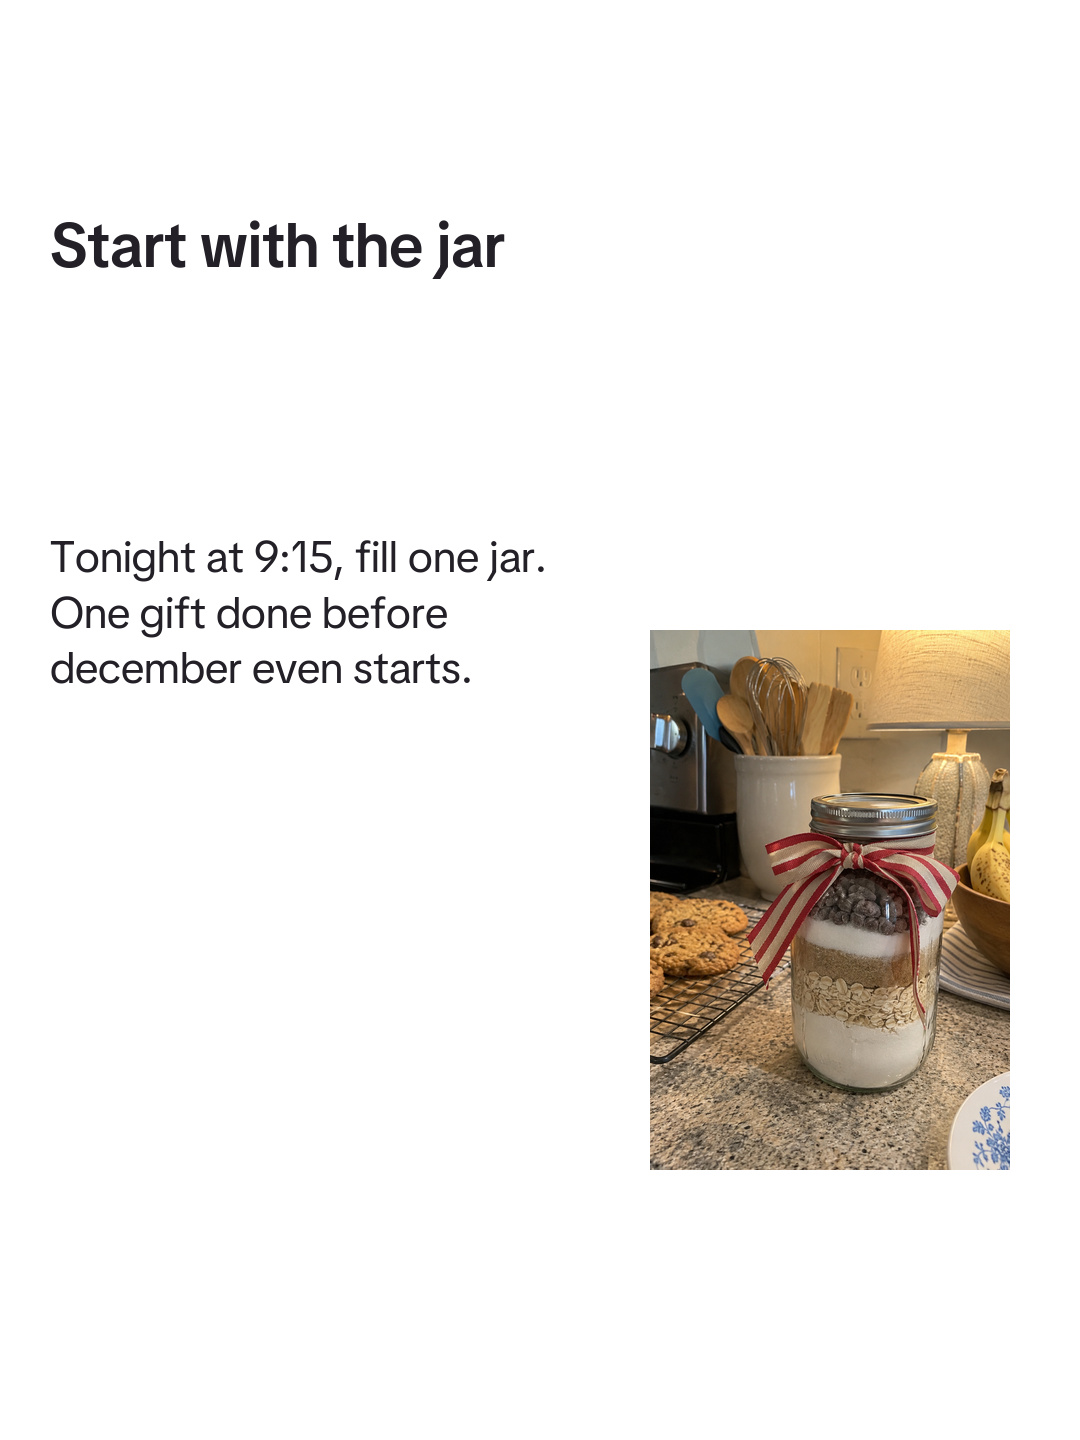 Start with the jar
Tonight at 9:15, fill one jar.
One gift done before
december even starts.